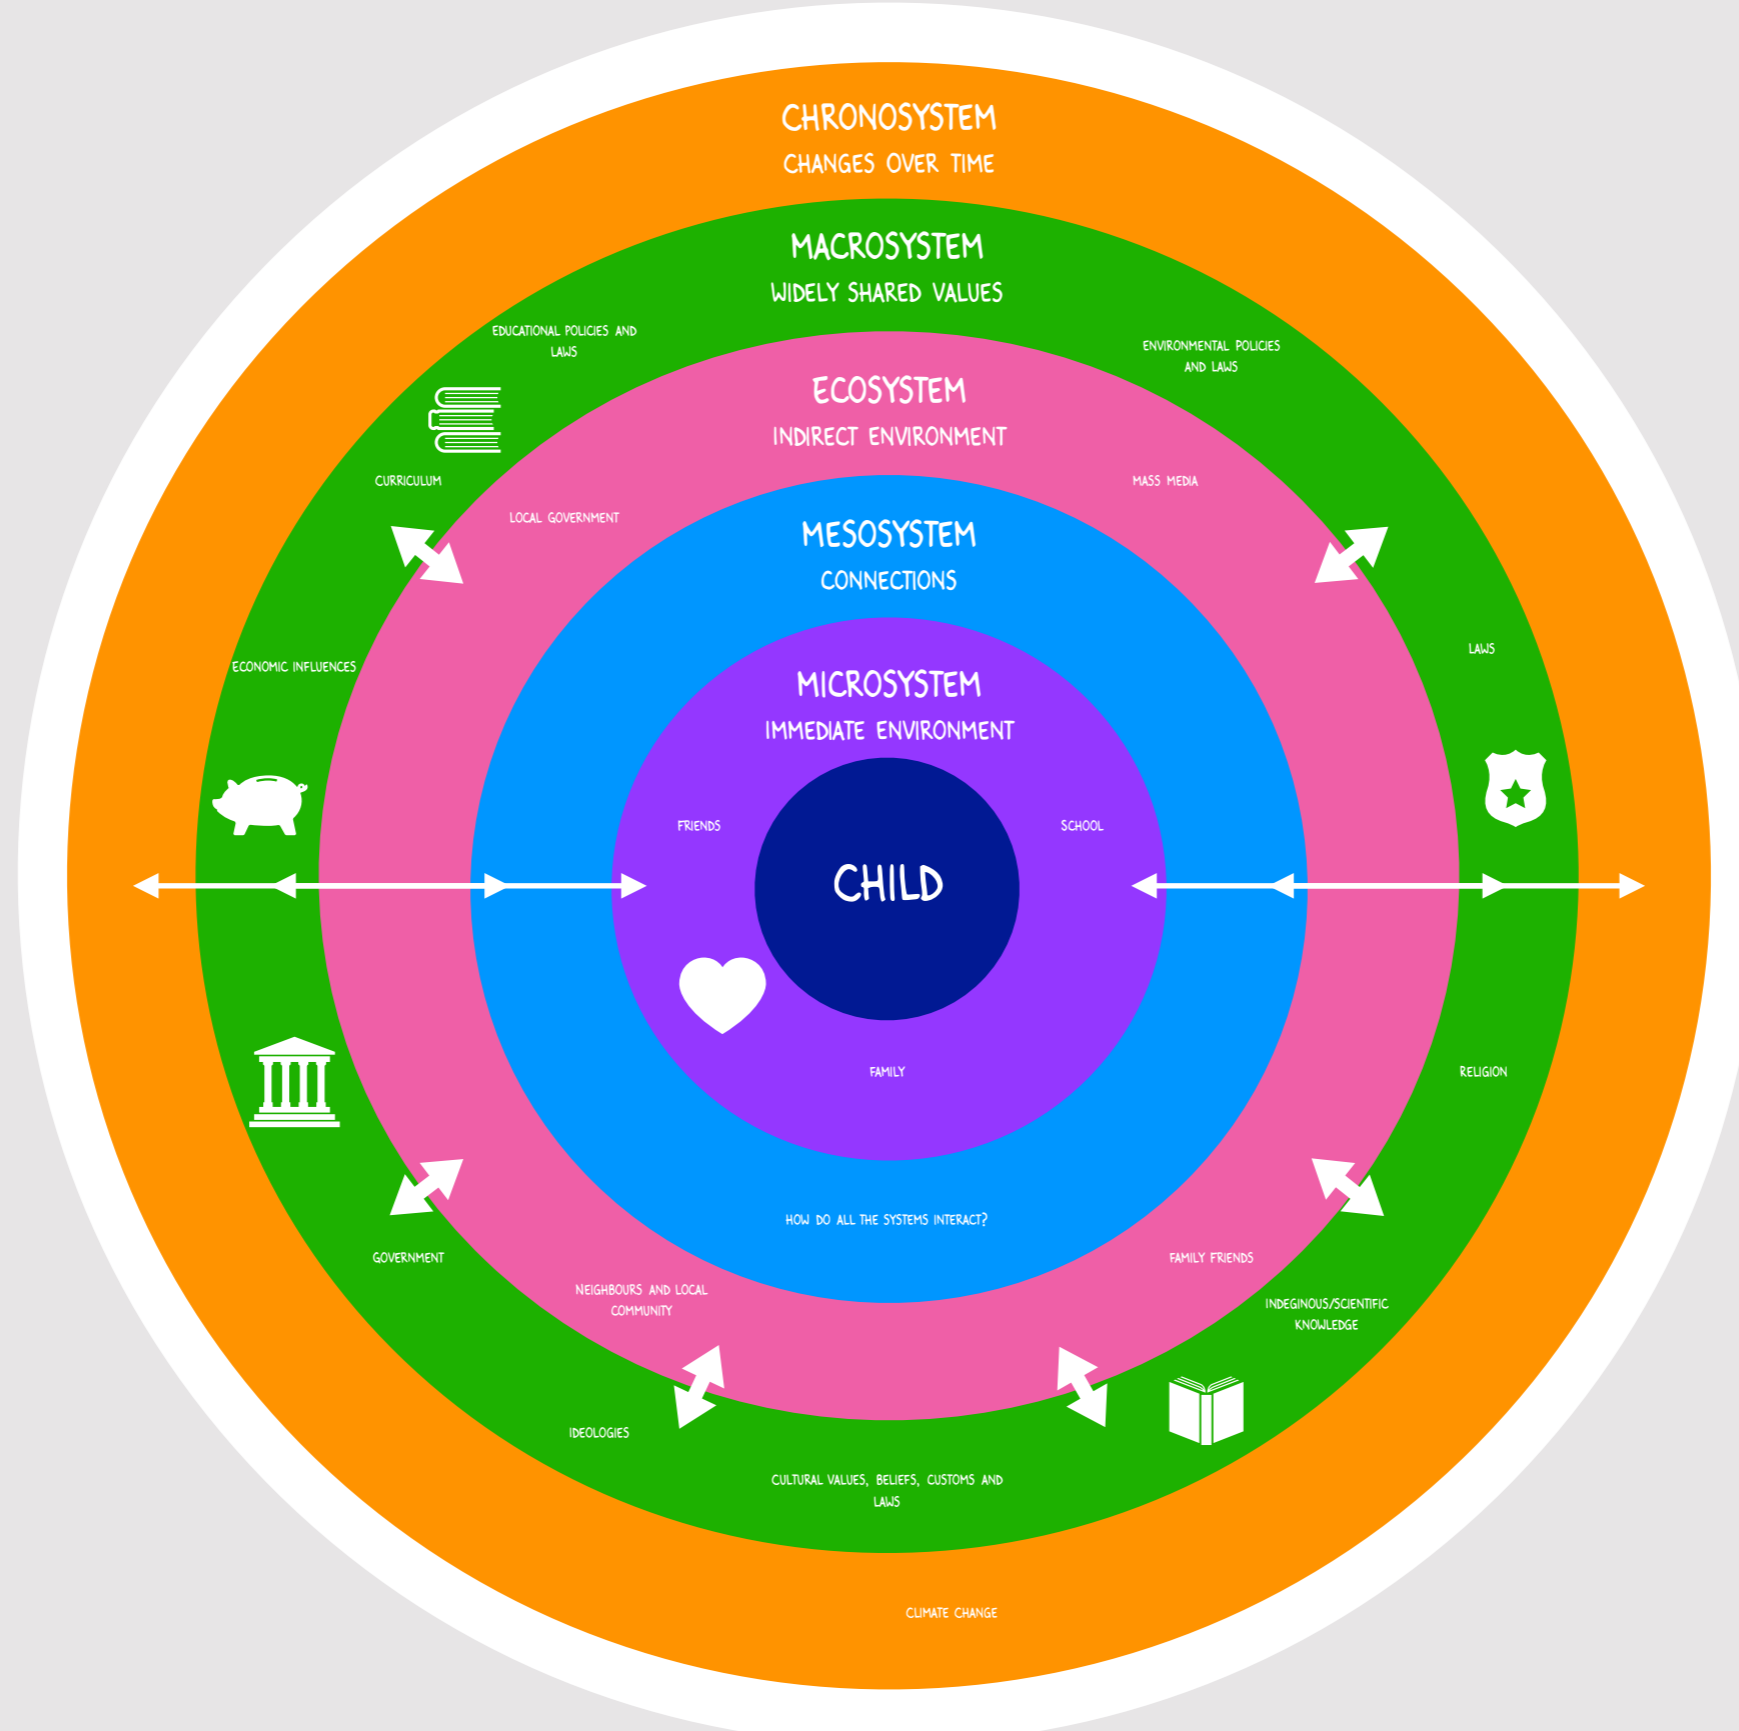 CHRONOSYSTEM
CHANGES OVER TIME
MACROSYSTEM
WIDELY SHARED VALUES
EDUCATIONAL POLICIES AND
LAWS
ENVIRONMENTAL POLICIES
AND LAWS
ECOSYSTEM
INDIRECT ENVIRONMENT
CURRICULUM
MASS MEDIA
LOCAL GOVERNMENT
MESOSYSTEM
CONNECTIONS
LAWS
ECONOMIC INFLUENCES
MICROSYSTEM
IMMEDIATE ENVIRONMENT
FRIENDS
SCHOOL
CHILD
FAMILY
RELIGION
HOW DO ALL THE SYSTEMS INTERACT?
GOVERNMENT
FAMILY FRIENDS
NEIGHBOURS AND LOCAL
COMMUNITY
INDEGINOUS/SCIENTIFIC
KNOWLEDGE
IDEOLOGIES
CULTURAL VALUES, BELIEFS, CUSTOMS AND
LAWS
CLIMATE CHANGE